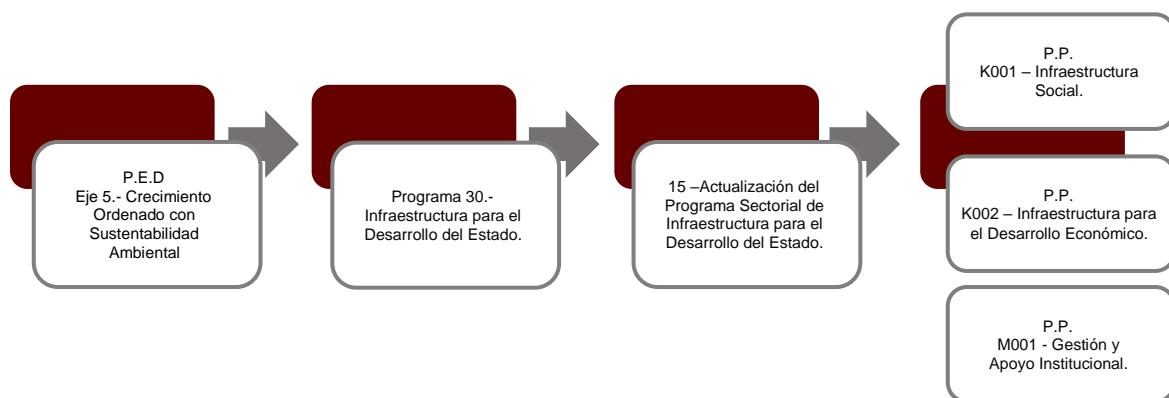 P.E.D
Eje 5.- Crecimiento
Ordenado con
Sustentabilidad
Ambiental
Programa 30.-
Infraestructura para el
Desarrollo del Estado.
15 –Actualización del
Programa Sectorial de
Infraestructura para el
Desarrollo del Estado.
P.P.
K001 – Infraestructura
Social.
P.P.
K002 – Infraestructura para
el Desarrollo Económico.
P.P.
M001 - Gestión y
Apoyo Institucional.